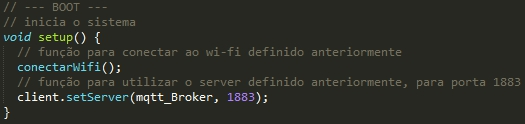 // --- BOOT ---
// inicia o sistema
void setup() {
// função para conectar ao wi-fi definido anteriormente
conectarWifi();
// função para utilizar o server definido anteriormente, para porta 1883
client.setServer(mqtt_Broker, 1883);
}